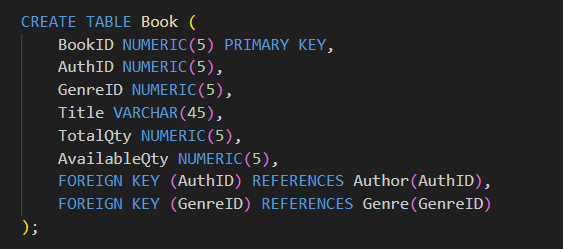 CREATE TABLE Book (
    BookID NUMERIC(5) PRIMARY KEY,
    AuthID NUMERIC(5),
    GenreID NUMERIC(5),
    Title VARCHAR(45),
    TotalQty NUMERIC(5),
    AvailableQty NUMERIC(5),
    FOREIGN KEY (AuthID) REFERENCES Author(AuthID),
    FOREIGN KEY (GenreID) REFERENCES Genre(GenreID)
);